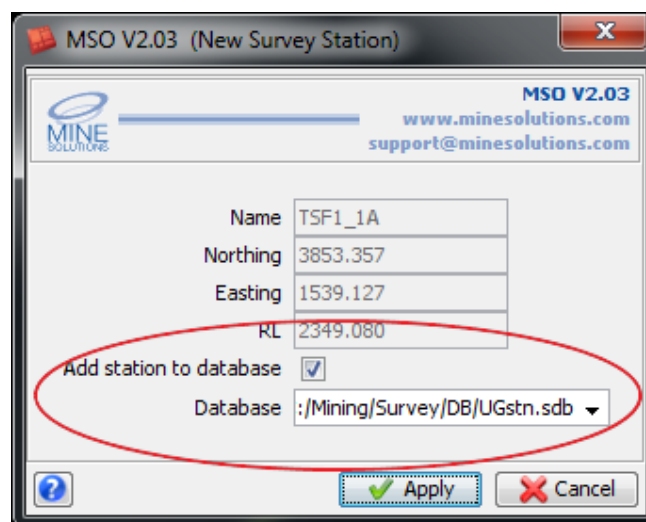 MSO V2.03 (New Survey Station)
MSO V2.03
www.minesolutions.com
support@minesolutions.com
MINE
SOLUTIONS
Name TSF1_1A
Northing 3853.357
Easting 1539.127
RL 2349.080
Add station to database
Database :/Mining/Survey/DB/UGstn.sdb
? Apply Cancel